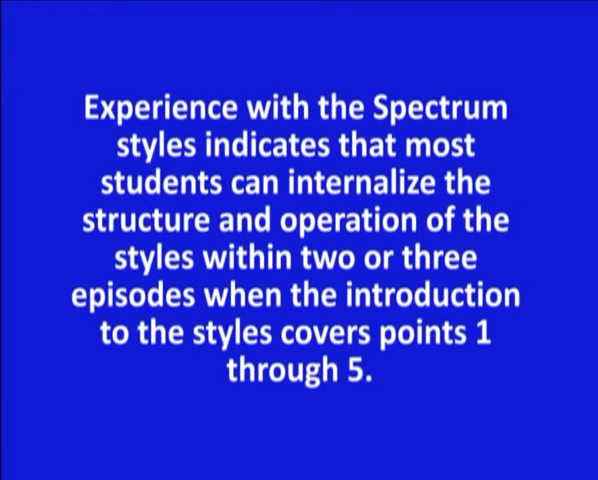 Experience with the Spectrum
styles indicates that most
students can internalize the
structure and operation of the
styles within two or three
episodes when the introduction
to the styles covers points 1
through 5.